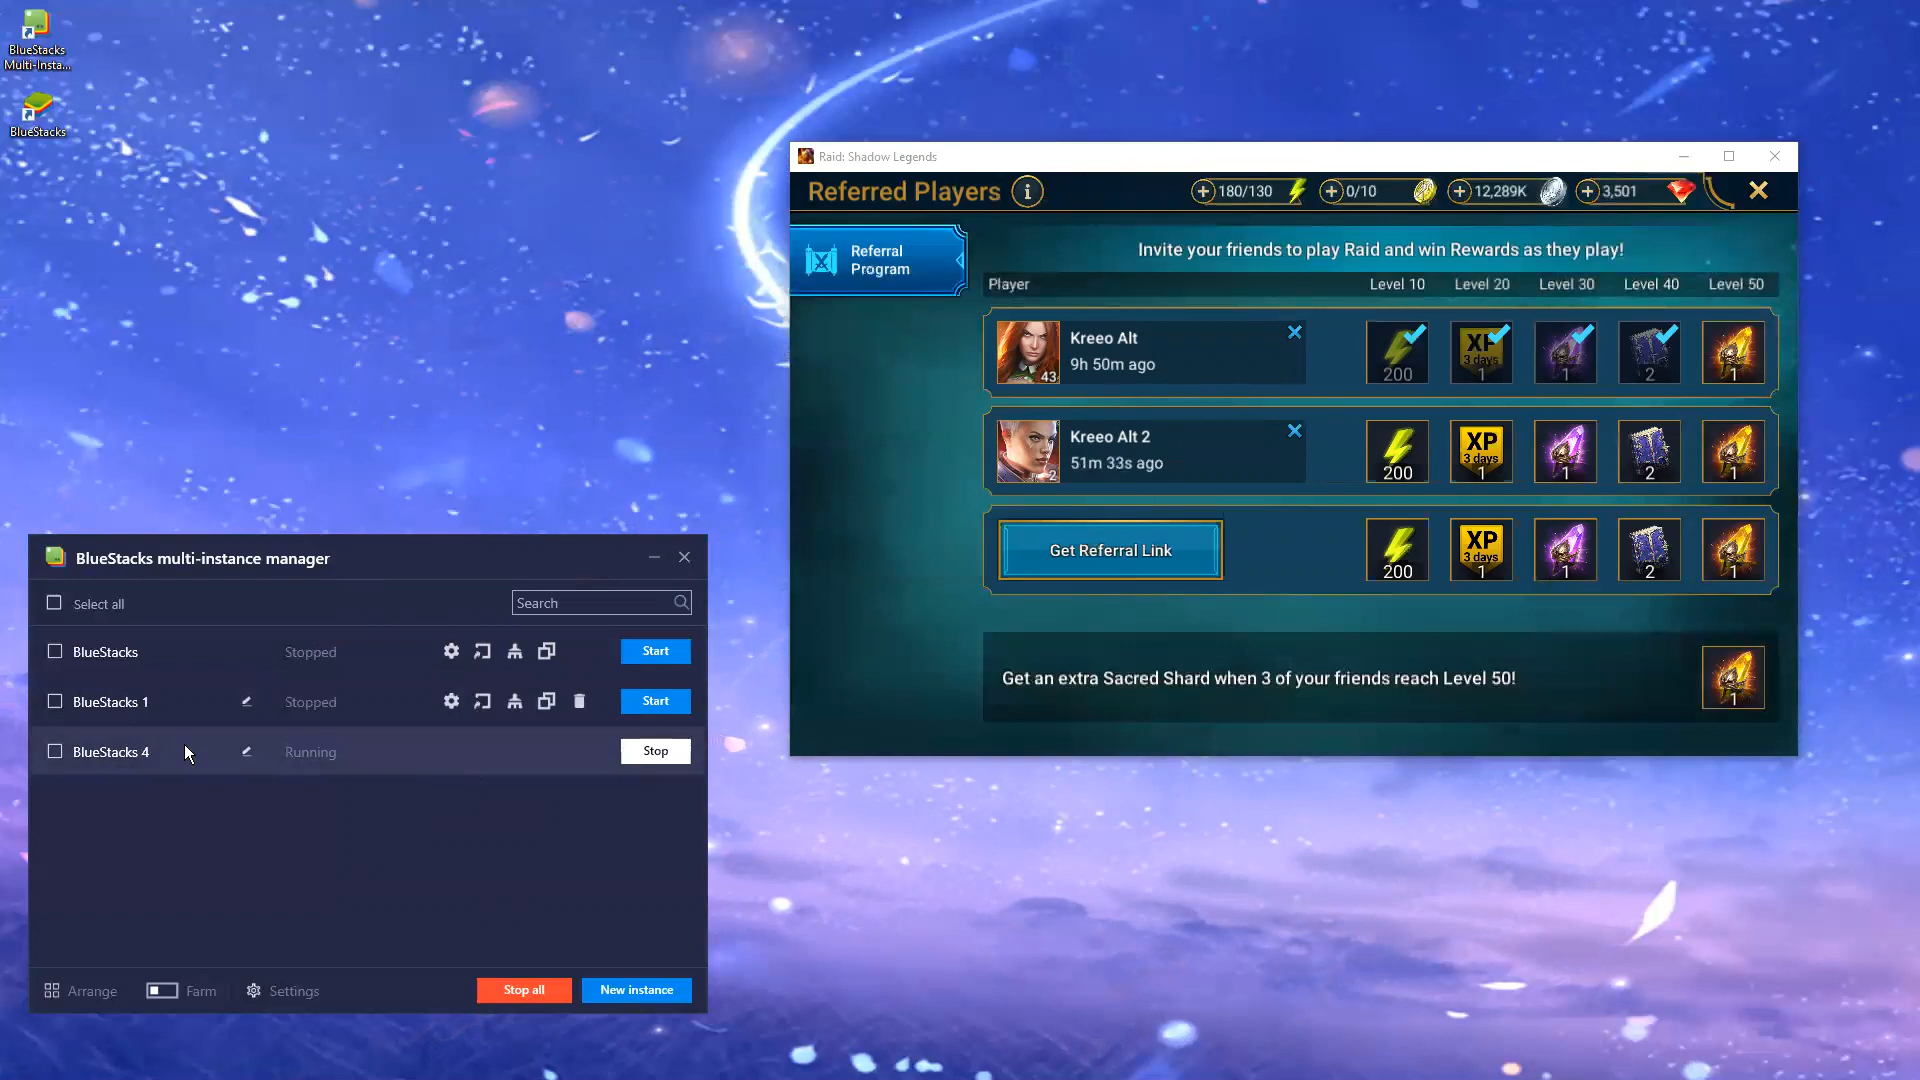 BlueStacks
Multi-Insta...
BlueStacks
Raid: Shadow Legends
Referred Players
180/130
0/10
12,289K
3,501
Referral
Program
Invite your friends to play Raid and win Rewards as they play!
Player Level 10 Level 20 Level 30 Level 40 Level 50
Kreeo Alt
9h 50m ago
43
200
XP
3 days
1
1
2
1
Kreeo Alt 2
51m 33s ago
2
200
XP
3 days
1
1
2
1
Get Referral Link
200
XP
3 days
1
1
2
1
Get an extra Sacred Shard when 3 of your friends reach Level 50!
1
BlueStacks multi-instance manager
Select all
Search
BlueStacks Stopped Start
BlueStacks 1 Stopped Start
BlueStacks 4 Running Stop
Arrange Farm Settings Stop all New instance